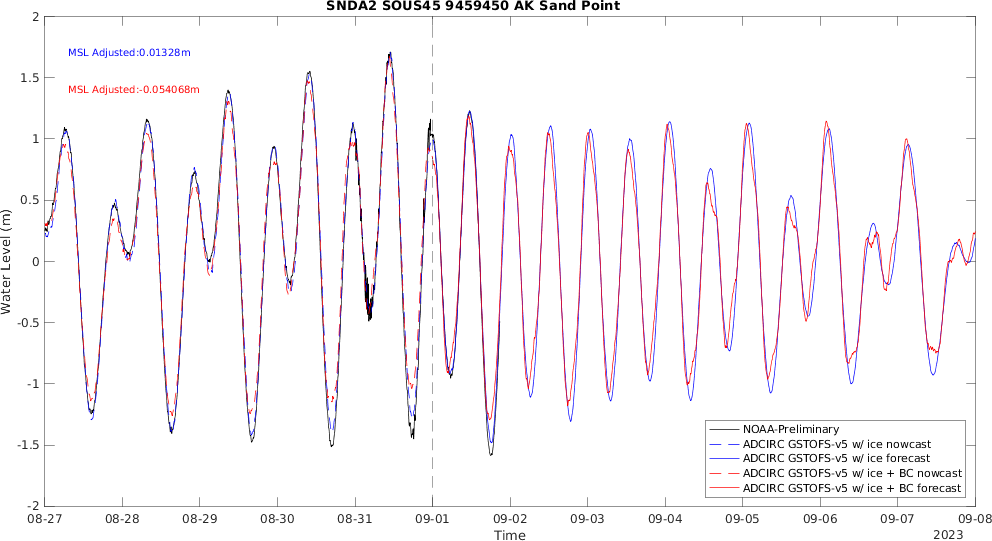 SNDA2 SOUS45 9459450 AK Sand Point
MSL Adjusted:0.01328m
MSL Adjusted:-0.054068m
Water Level (m)
2
1.5
1
0.5
0
-0.5
-1
-1.5
-2
NOAA-Preliminary
ADCIRC GSTOFS-v5 w/ ice nowcast
ADCIRC GSTOFS-v5 w/ ice forecast
ADCIRC GSTOFS-v5 w/ ice + BC nowcast
ADCIRC GSTOFS-v5 w/ ice + BC forecast
08-27 08-28 08-29 08-30 08-31 09-01 09-02 09-03 09-04 09-05 09-06 09-07 09-08
Time
2023